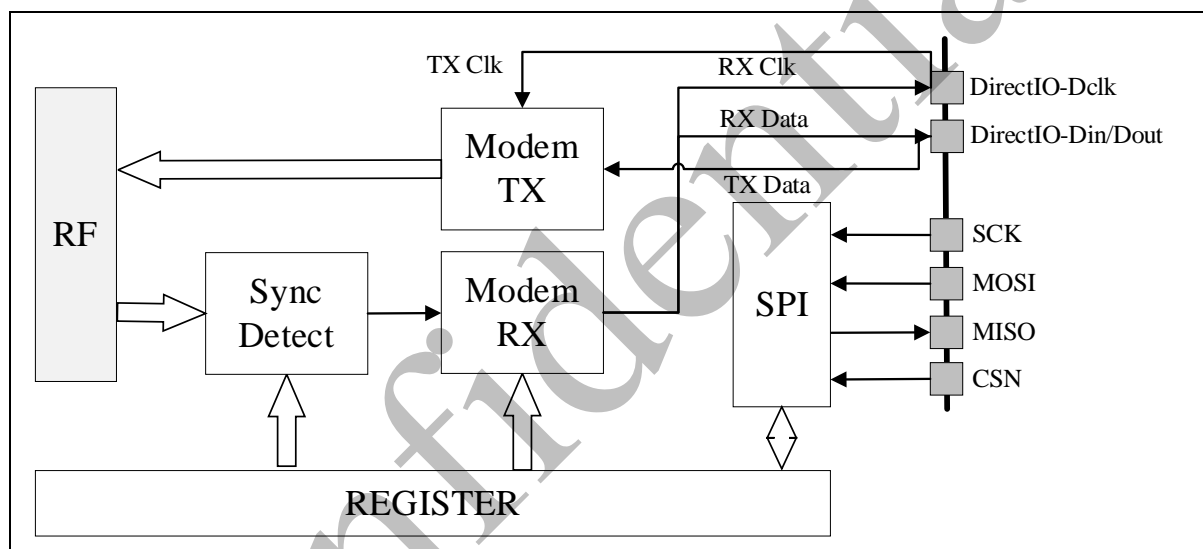 TX Clk
RX Clk
DirectIO-Dclk
RX Data
DirectIO-Din/Dout
Modem
TX
TX Data
RF
SCK
Sync
Detect
Modem
RX
SPI
MOSI
MISO
CSN
REGISTER
onfidential